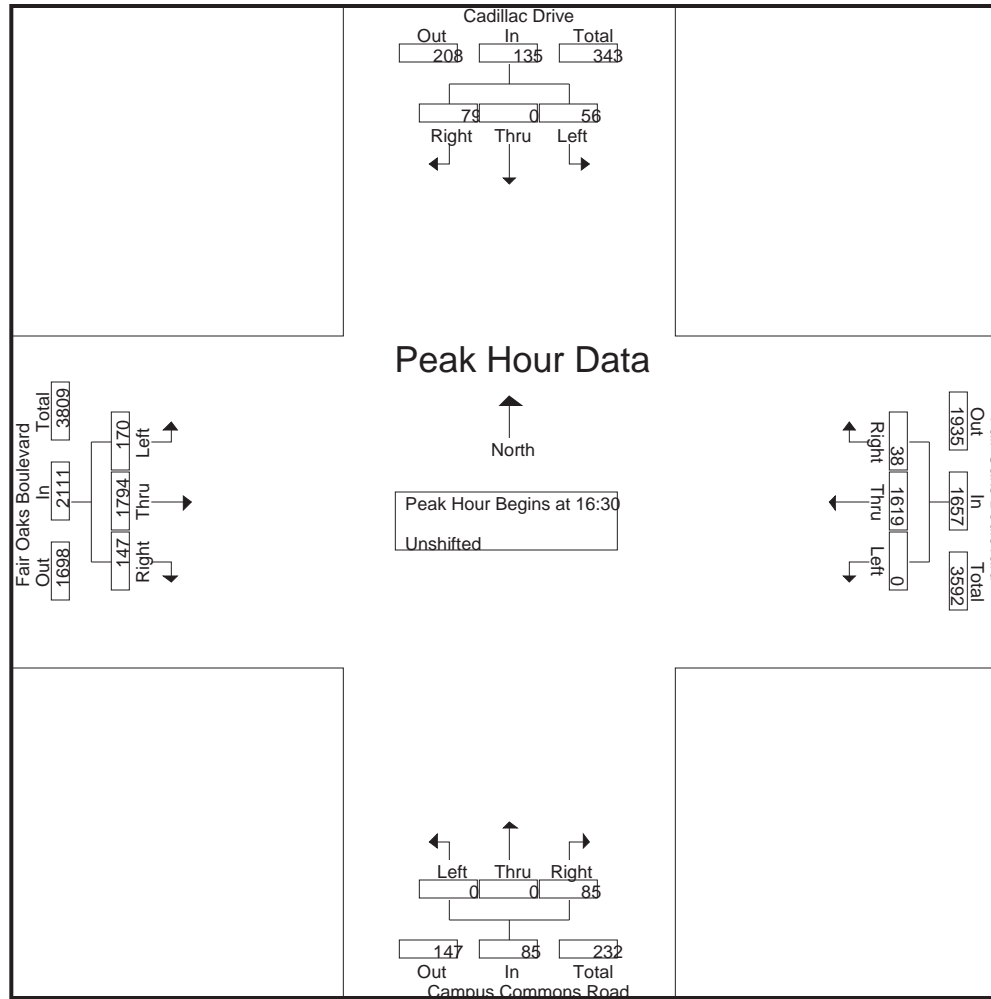 Cadillac Drive
Out In Total
208 135 343
79 0 56
Right Thru Left
Peak Hour Data
North
Peak Hour Begins at 16:30
Unshifted
Fair Oaks Boulevard
Total In Out
3809 2111 1698
170 1794 147
Left Thru Right
Right Thru Left
38 1619 0
1935 1657 3592
Out In Total
Left Thru Right
0 0 85
147 85 232
Out In Total
Campus Commons Road